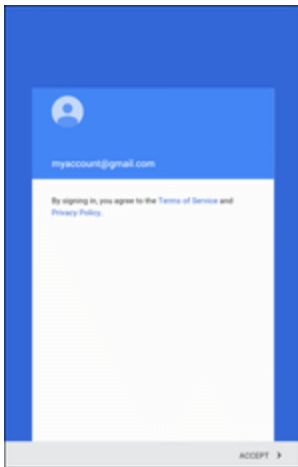 myaccount@gmail.com
By signing in, you agree to the Terms of Service and
Privacy Policy.
ACCEPT